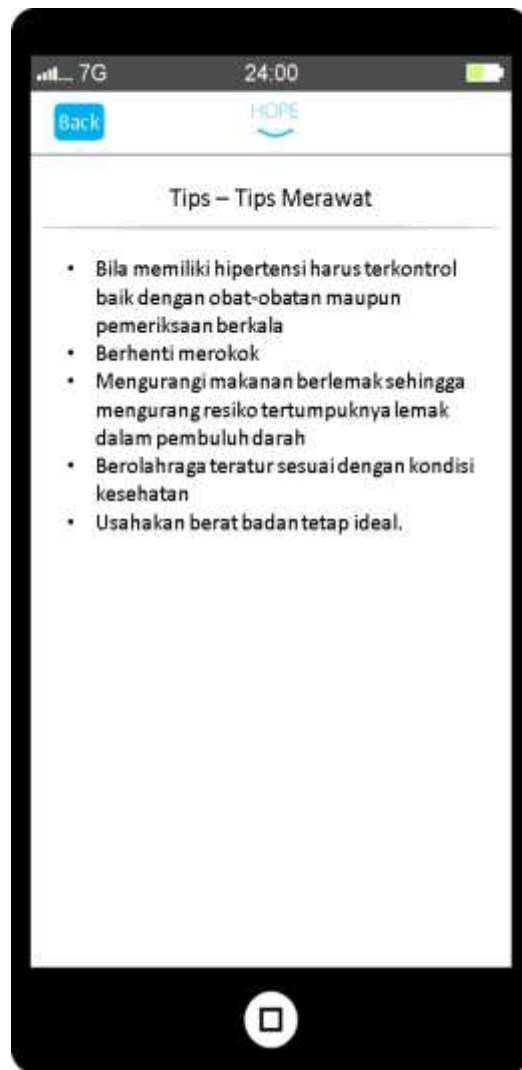 7G
24:00
Back
HOPE
Tips – Tips Merawat
• Bila memiliki hipertensi harus terkontrol
baik dengan obat-obatan maupun
pemeriksaan berkala
• Berhenti merokok
• Mengurangi makanan berlemak sehingga
mengurang resiko tertumpuknya lemak
dalam pembuluh darah
• Berolahraga teratur sesuai dengan kondisi
kesehatan
• Usahakan berat badan tetap ideal.